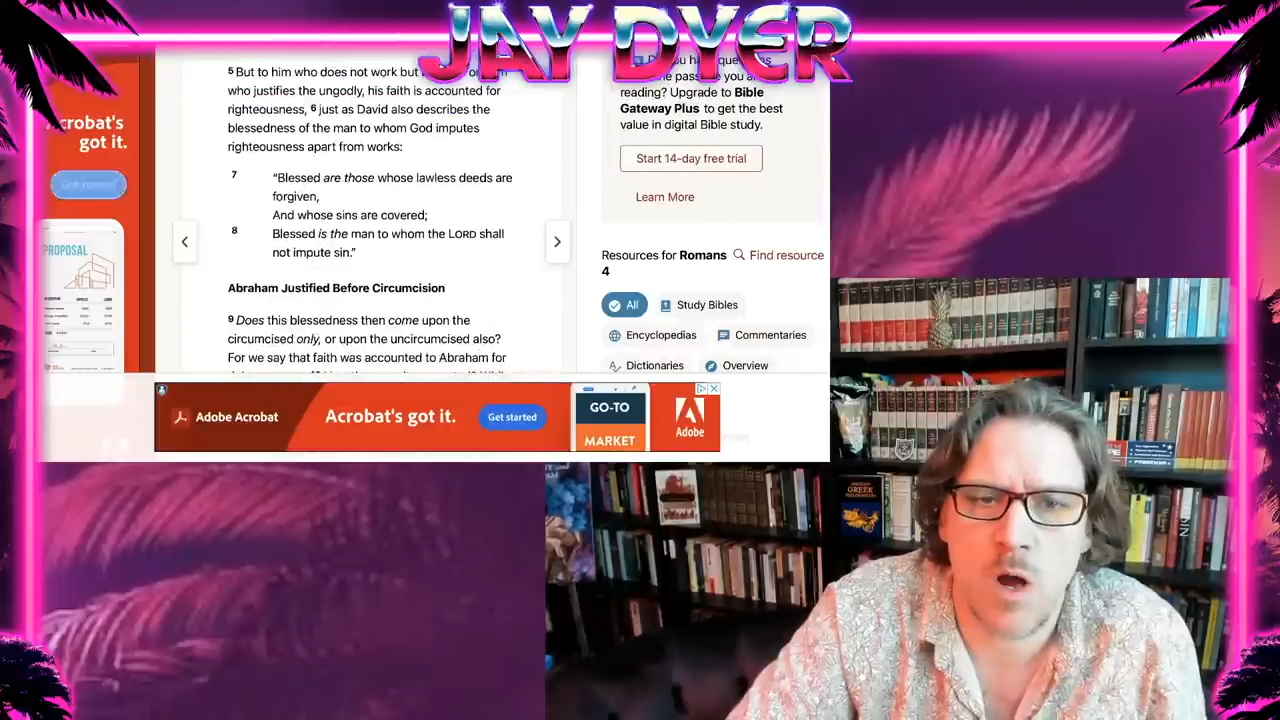 JAY DYER
5 But to him who does not work but
who justifies the ungodly, his faith is accounted for
righteousness, 6 just as David also describes the
blessedness of the man to whom God imputes
righteousness apart from works:
7 "Blessed are those whose lawless deeds are
forgiven,
And whose sins are covered;
8 Blessed is the man to whom the LORD shall
not impute sin."
Abraham Justified Before Circumcision
9 Does this blessedness then come upon the
circumcised only, or upon the uncircumcised also?
For we say that faith was accounted to Abraham for
reading? Upgrade to Bible
Gateway Plus to get the best
value in digital Bible study.
Start 14-day free trial
Learn More
Resources for Romans
4
Find resource
All
Study Bibles
Encyclopedias
Commentaries
Dictionaries
Overview
Acrobat's
got it.
Get started
PROPOSAL
Adobe Acrobat
Acrobat's got it.
Get started
GO-TO
MARKET
Adobe
GREEK